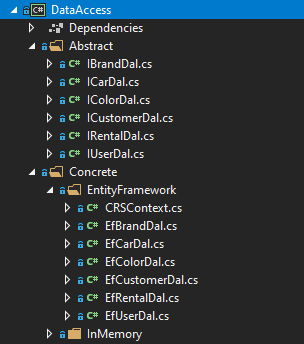 C# DataAccess
Dependencies
Abstract
C# IBrandDal.cs
C# ICarDal.cs
C# IColorDal.cs
C# ICustomerDal.cs
C# IRentalDal.cs
C# IUserDal.cs
Concrete
EntityFramework
C# CRSContext.cs
C# EfBrandDal.cs
C# EfCarDal.cs
C# EfColorDal.cs
C# EfCustomerDal.cs
C# EfRentalDal.cs
C# EfUserDal.cs
InMemory